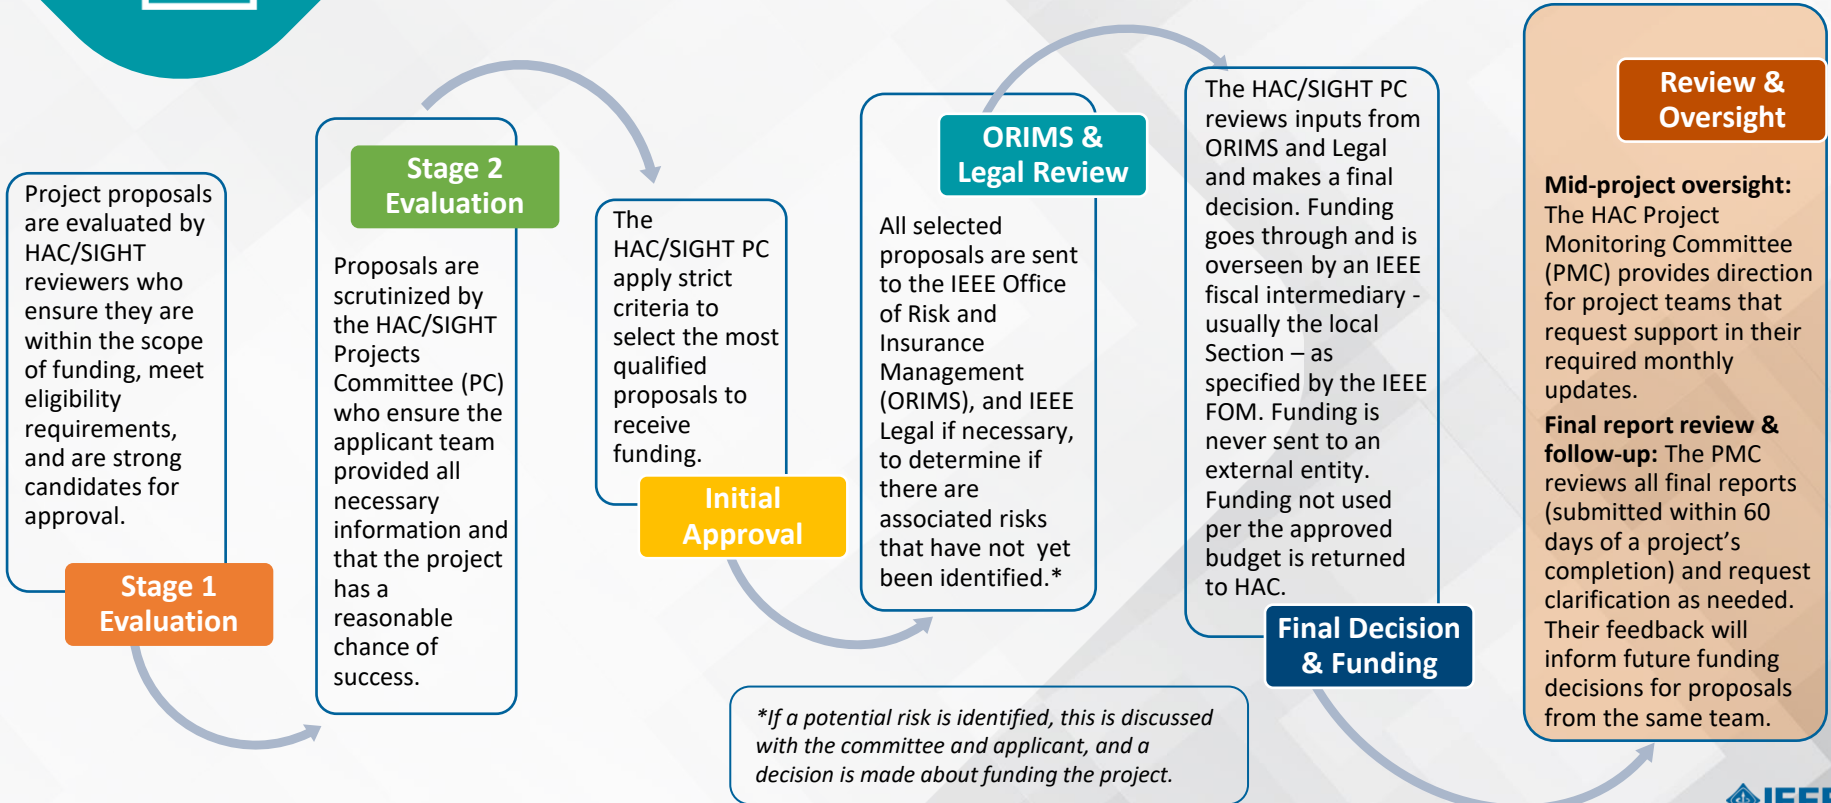 Project proposals
are evaluated by
HAC/SIGHT
reviewers who
ensure they are
within the scope
of funding, meet
eligibility
requirements,
and are strong
candidates for
approval.
Stage 1
Evaluation
Stage 2
Evaluation
Proposals are
scrutinized by
the HAC/SIGHT
Projects
Committee (PC)
who ensure the
applicant team
provided all
necessary
information and
that the project
has a
reasonable
chance of
success.
The
HAC/SIGHT PC
apply strict
criteria to
select the most
qualified
proposals to
receive
funding.
Initial
Approval
ORIMS &
Legal Review
All selected
proposals are sent
to the IEEE Office
of Risk and
Insurance
Management
(ORIMS), and IEEE
Legal if necessary,
to determine if
there are
associated risks
that have not yet
been identified.*
The HAC/SIGHT PC
reviews inputs from
ORIMS and Legal
and makes a final
decision. Funding
goes through and is
overseen by an IEEE
fiscal intermediary -
usually the local
Section – as
specified by the IEEE
FOM. Funding is
never sent to an
external entity.
Funding not used
per the approved
budget is returned
to HAC.
Final Decision
& Funding
Review &
Oversight
Mid-project oversight:
The HAC Project
Monitoring Committee
(PMC) provides direction
for project teams that
request support in their
required monthly
updates.
Final report review &
follow-up: The PMC
reviews all final reports
(submitted within 60
days of a project's
completion) and request
clarification as needed.
Their feedback will
inform future funding
decisions for proposals
from the same team.
*If a potential risk is identified, this is discussed
with the committee and applicant, and a
decision is made about funding the project.
IEEE